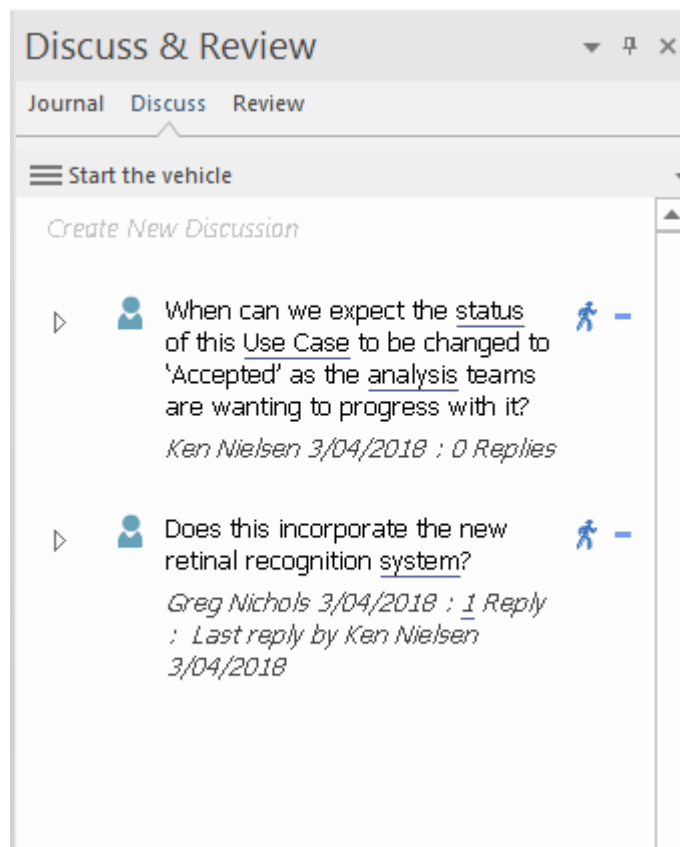 Discuss & Review
Journal Discuss Review
Start the vehicle
Create New Discussion
When can we expect the status
of this Use Case to be changed to
'Accepted' as the analysis teams
are wanting to progress with it?
Ken Nielsen 3/04/2018 : 0 Replies
Does this incorporate the new
retinal recognition system?
Greg Nichols 3/04/2018 : 1 Reply
: Last reply by Ken Nielsen
3/04/2018